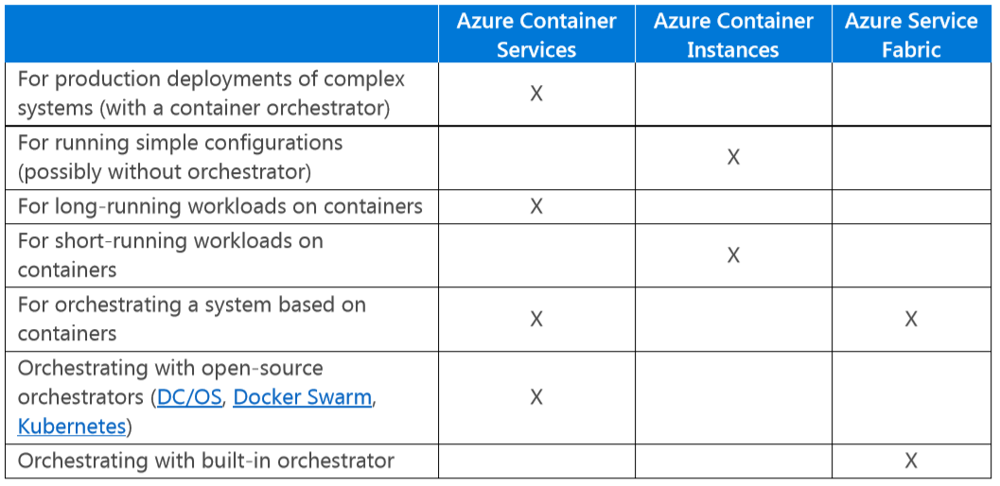 Azure Container Services
Azure Container Instances
Azure Service Fabric
For production deployments of complex
systems (with a container orchestrator)
X
For running simple configurations
(possibly without orchestrator)
X
For long-running workloads on containers
X
For short-running workloads on
containers
X
For orchestrating a system based on
containers
X
X
Orchestrating with open-source
orchestrators (DC/OS, Docker Swarm,
Kubernetes)
X
Orchestrating with built-in orchestrator
X